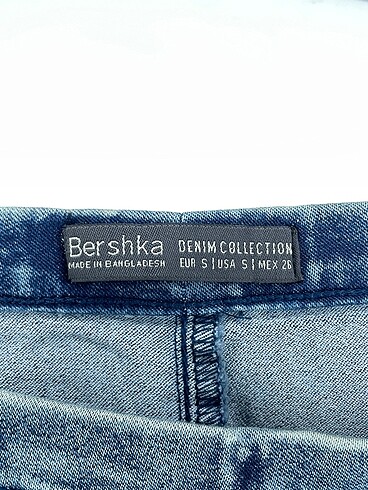 Bershka DENIM COLLECTION
MADE IN BANGLADESH EUR S | USA S | MEX 26